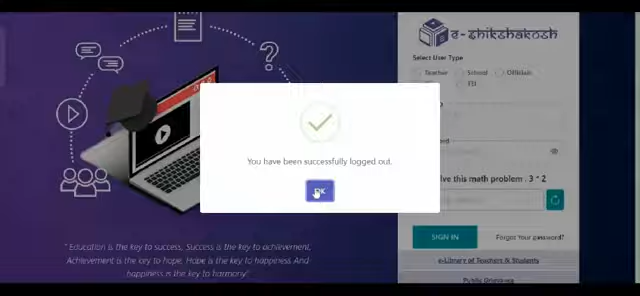 e-shikshakosh
Select User Type
Teacher School Officials
You have been successfully logged out.
OK
lve this math problem . 3 * 2
SIGN IN
Forgot Your password?
e-Library of Teachers & Students
" Education is the key to success, Success is the key to achievement,
Achievement is the key to hope. Hope is the key to happiness And
happiness is the key to harmony"